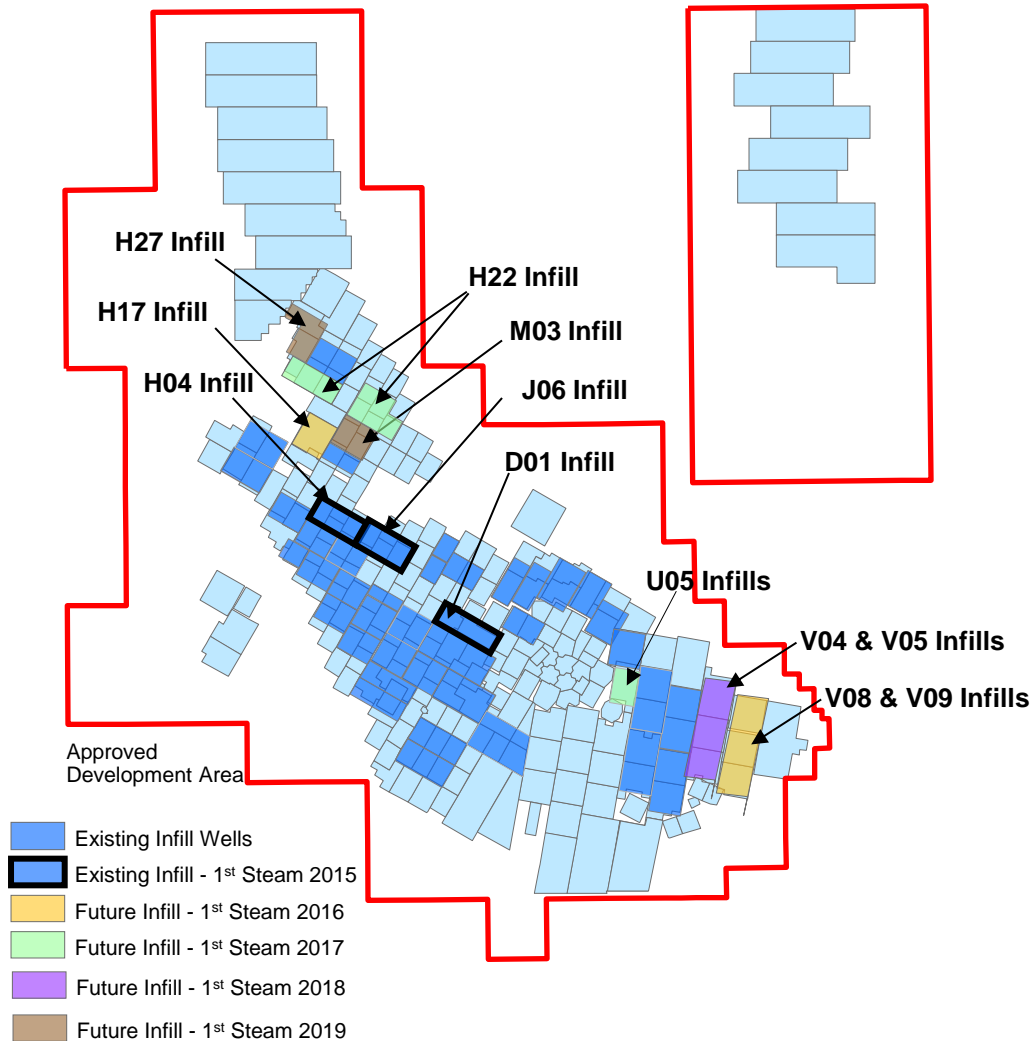 H27 Infill
H22 Infill
H17 Infill
M03 Infill
H04 Infill
J06 Infill
D01 Infill
U05 Infills
V04 & V05 Infills
V08 & V09 Infills
Approved
Development Area
Existing Infill Wells
Existing Infill - 1st Steam 2015
Future Infill - 1st Steam 2016
Future Infill - 1st Steam 2017
Future Infill - 1st Steam 2018
Future Infill - 1st Steam 2019